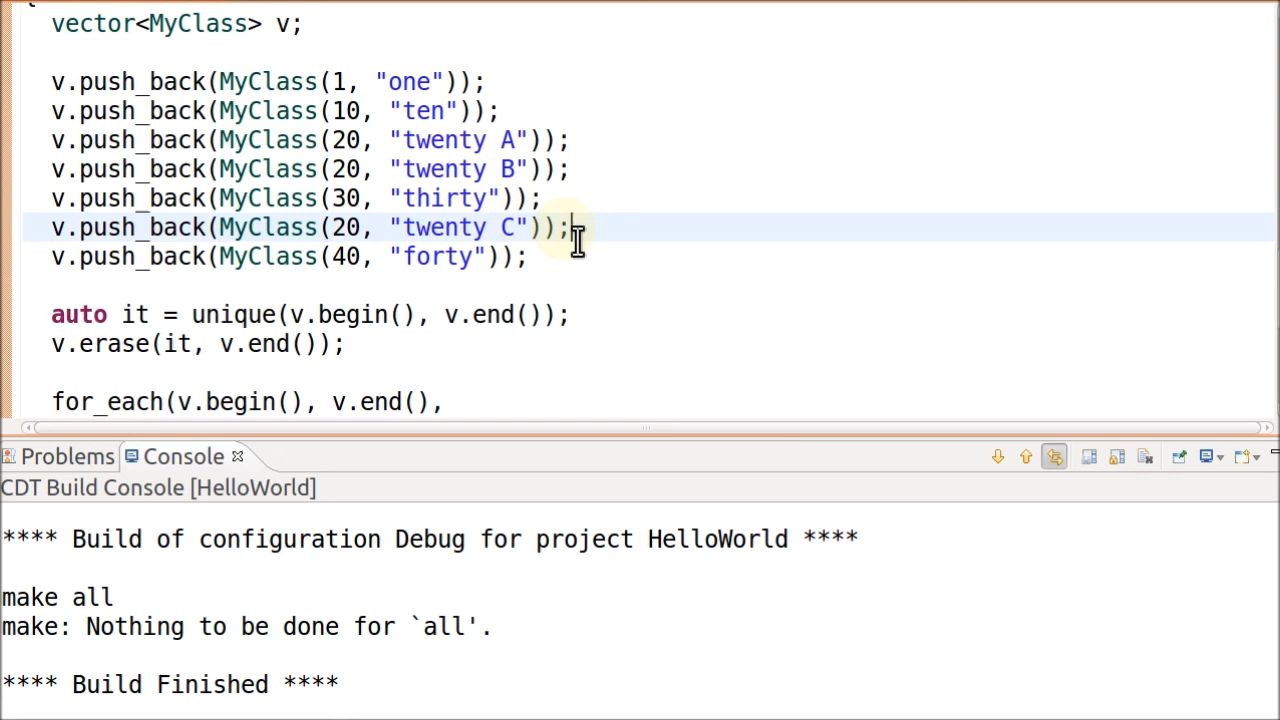 vector<MyClass> v;
v.push_back(MyClass(1, "one"));
v.push_back(MyClass(10, "ten"));
v.push_back(MyClass(20, "twenty A"));
v.push_back(MyClass(20, "twenty B"));
v.push_back(MyClass(30, "thirty"));
v.push_back(MyClass(20, "twenty C"));
v.push_back(MyClass(40, "forty"));
auto it = unique(v.begin(), v.end());
v.erase(it, v.end());
for_each(v.begin(), v.end(),
Problems Console
CDT Build Console [HelloWorld]
**** Build of configuration Debug for project HelloWorld ****
make all
make: Nothing to be done for `all'.
**** Build Finished ****